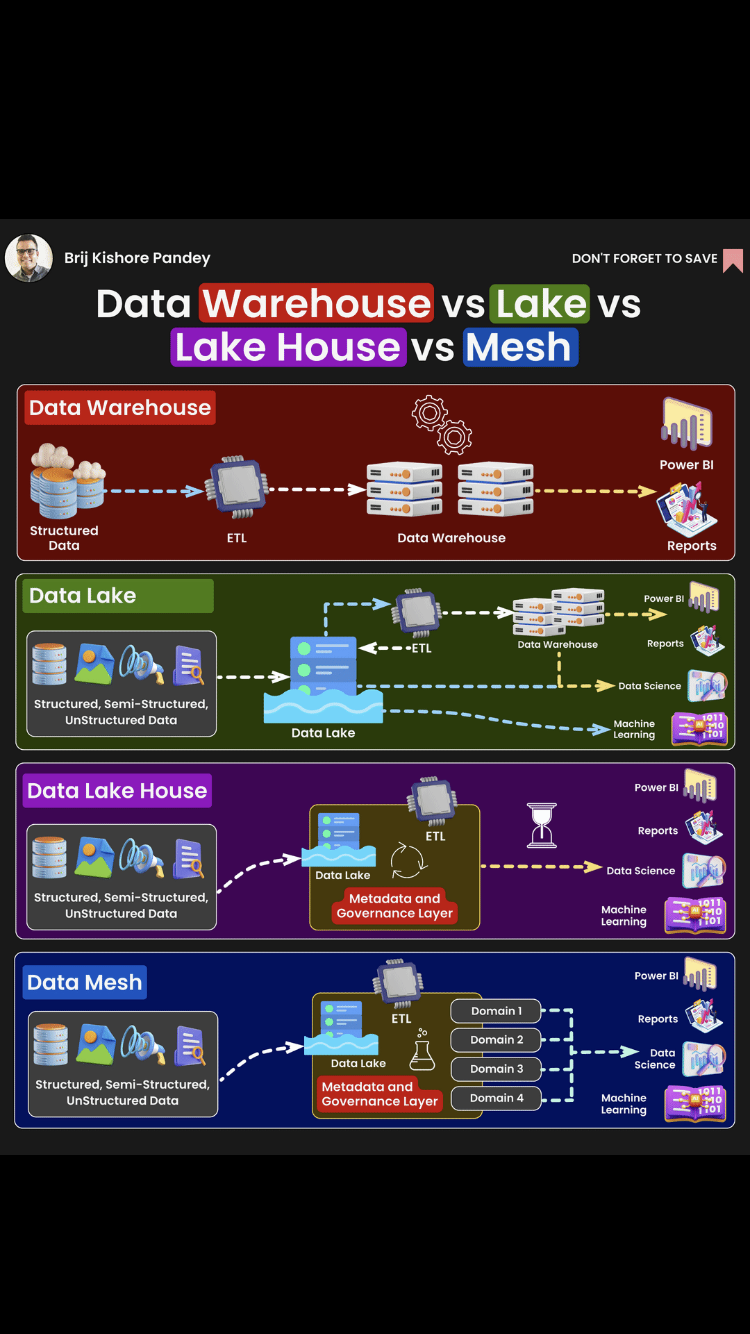 Brij Kishore Pandey
DON'T FORGET TO SAVE
Data Warehouse vs Lake vs
Lake House vs Mesh
Data Warehouse
Structured
Data
ETL
Data Warehouse
Power BI
Reports
Data Lake
Structured, Semi-Structured,
UnStructured Data
Data Lake
ETL
Data Warehouse
Power BI
Reports
Data Science
Machine
Learning
Data Lake House
Structured, Semi-Structured,
UnStructured Data
Data Lake
ETL
Metadata and
Governance Layer
Power BI
Reports
Data Science
Machine
Learning
Data Mesh
Structured, Semi-Structured,
UnStructured Data
ETL
Data Lake
Metadata and
Governance Layer
Domain 1
Domain 2
Domain 3
Domain 4
Power BI
Reports
Data
Science
Machine
Learning